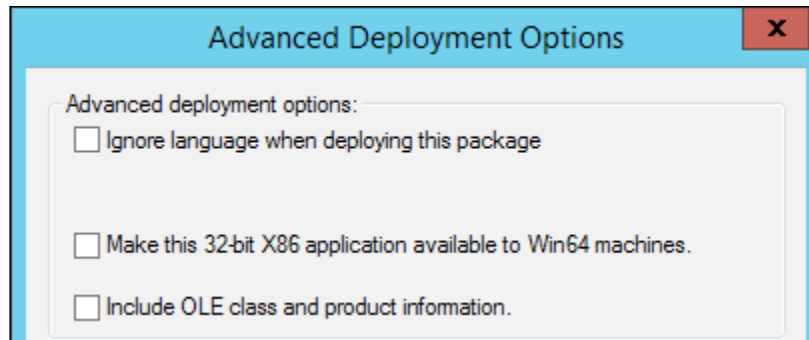 Advanced Deployment Options
x
Advanced deployment options:
Ignore language when deploying this package
Make this 32-bit X86 application available to Win64 machines.
Include OLE class and product information.